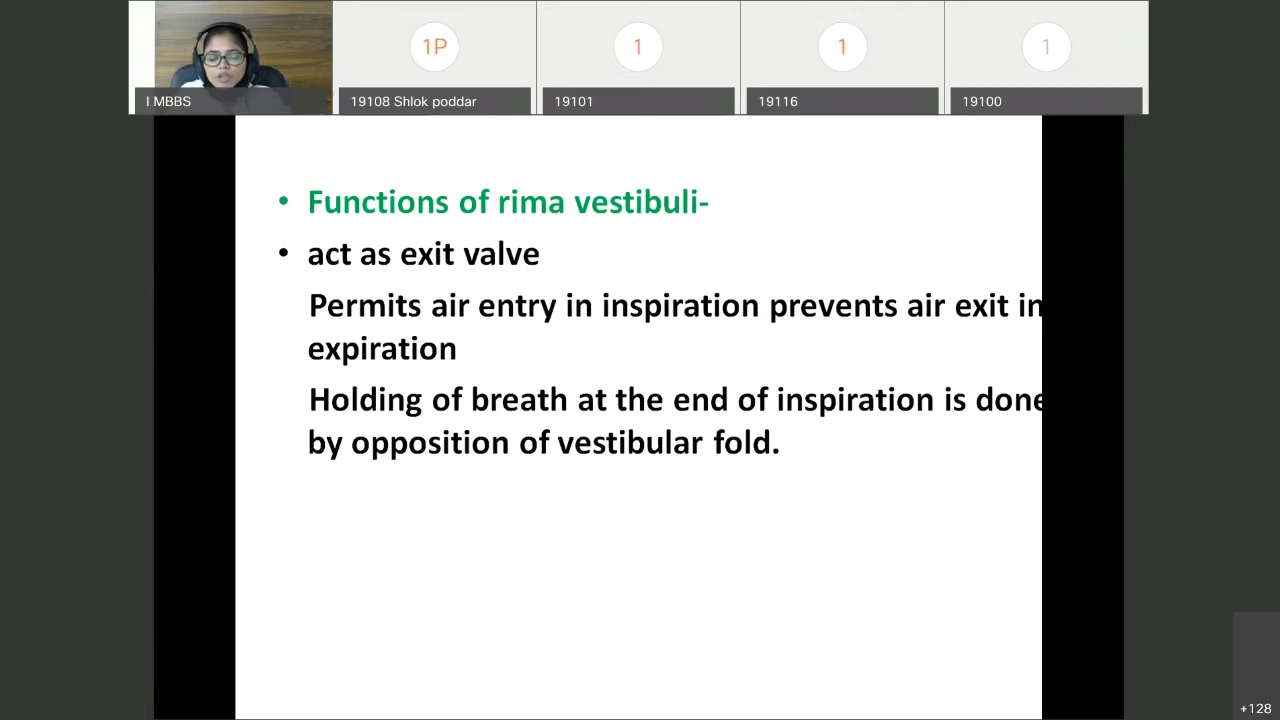 1P
1
1
1
I MBBS
19108 Shlok poddar
19101
19116
19100
• Functions of rima vestibuli-
• act as exit valve
Permits air entry in inspiration prevents air exit in
expiration
Holding of breath at the end of inspiration is done
by opposition of vestibular fold.
+128